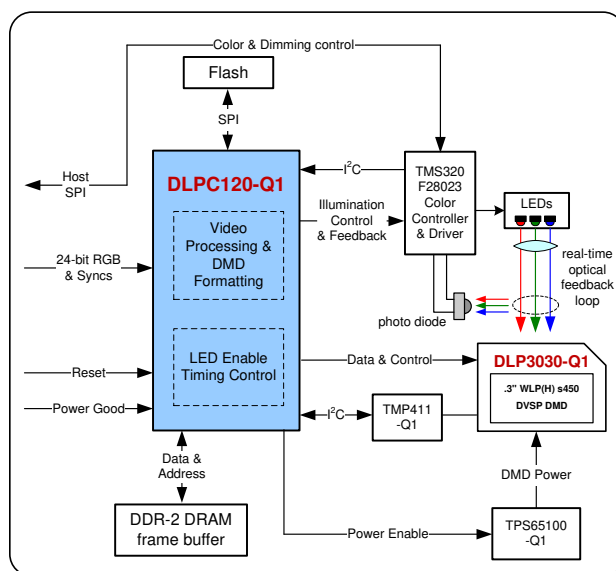 Color & Dimming control
Flash
SPI
Host
SPI
DLPC120-Q1
I²C
TMS320
F28023
Color
Controller
& Driver
LEDs
Video
Processing &
DMD
Formatting
Illumination
Control
& Feedback
24-bit RGB
& Syncs
real-time
optical
feedback
loop
photo diode
LED Enable
Timing Control
Data & Control
DLP3030-Q1
.3" WLP(H) s450
DVSP DMD
Reset
Power Good
I²C
TMP411
-Q1
Data &
Address
DMD Power
DDR-2 DRAM
frame buffer
Power Enable
TPS65100
-Q1